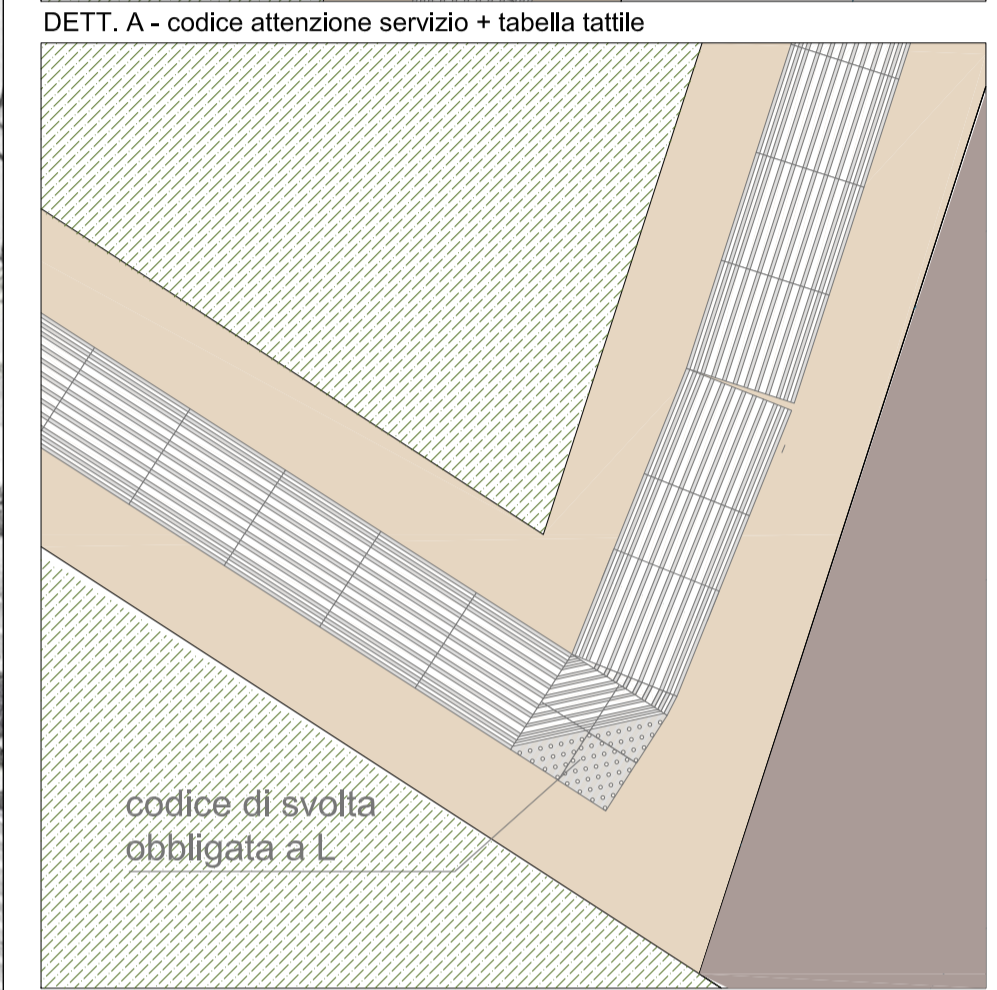 DETT. A - codice attenzione servizio + tabella tattile
codice di svolta
obbligata a L